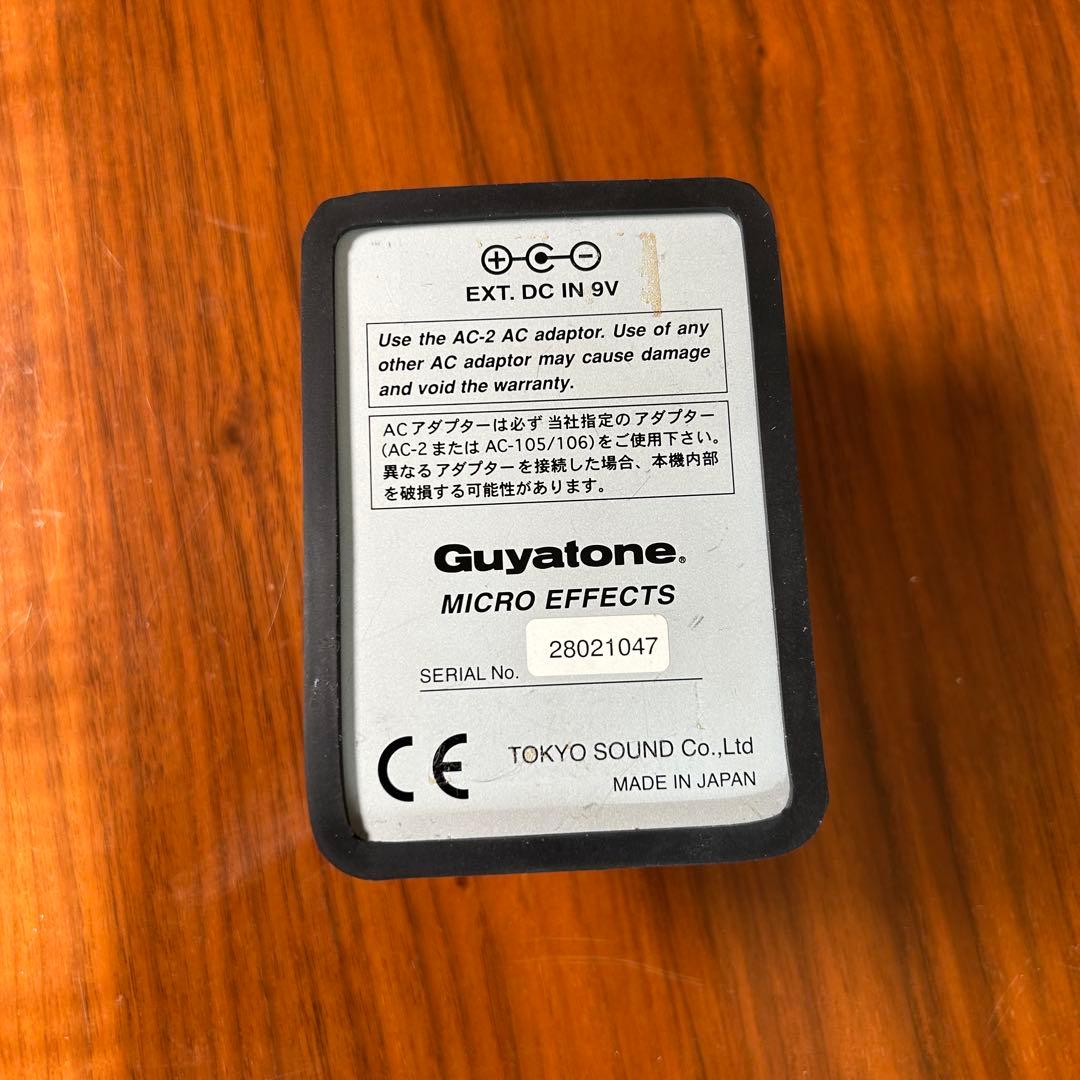 + -
EXT. DC IN 9V
Use the AC-2 AC adaptor. Use of any
other AC adaptor may cause damage
and void the warranty.
ACアダプターは必ず 当社指定のアダプター
(AC-2または AC-105/106)をご使用下さい。
異なるアダプターを接続した場合、本機内部
を破損する可能性があります。
Guyatone®
MICRO EFFECTS
SERIAL No. 28021047
CE TOKYO SOUND Co.,Ltd
MADE IN JAPAN